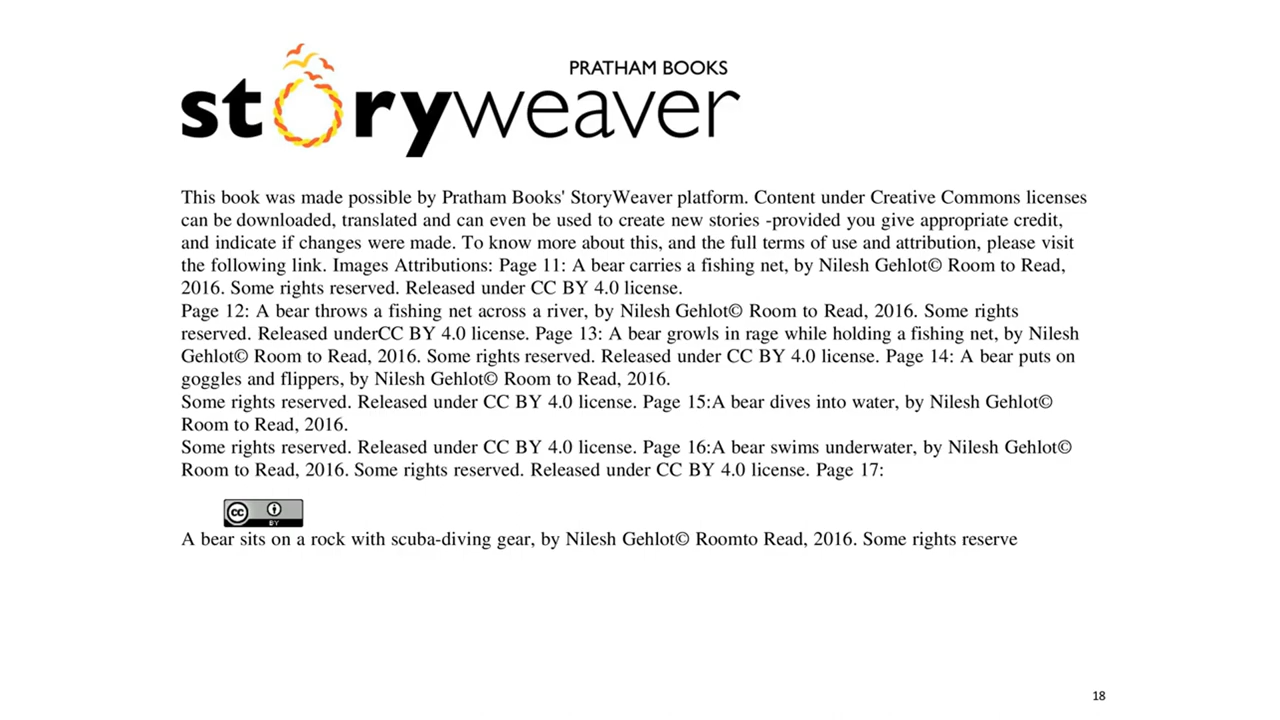 PRATHAM BOOKS
storyweaver
This book was made possible by Pratham Books' StoryWeaver platform. Content under Creative Commons licenses
can be downloaded, translated and can even be used to create new stories -provided you give appropriate credit,
and indicate if changes were made. To know more about this, and the full terms of use and attribution, please visit
the following link. Images Attributions: Page 11: A bear carries a fishing net, by Nilesh Gehlot© Room to Read,
2016. Some rights reserved. Released under CC BY 4.0 license.
Page 12: A bear throws a fishing net across a river, by Nilesh Gehlot© Room to Read, 2016. Some rights
reserved. Released underCC BY 4.0 license. Page 13: A bear growls in rage while holding a fishing net, by Nilesh
Gehlot© Room to Read, 2016. Some rights reserved. Released under CC BY 4.0 license. Page 14: A bear puts on
goggles and flippers, by Nilesh Gehlot© Room to Read, 2016.
Some rights reserved. Released under CC BY 4.0 license. Page 15:A bear dives into water, by Nilesh Gehlot©
Room to Read, 2016.
Some rights reserved. Released under CC BY 4.0 license. Page 16:A bear swims underwater, by Nilesh Gehlot©
Room to Read, 2016. Some rights reserved. Released under CC BY 4.0 license. Page 17:
cc BY
A bear sits on a rock with scuba-diving gear, by Nilesh Gehlot© Roomto Read, 2016. Some rights reserve
18